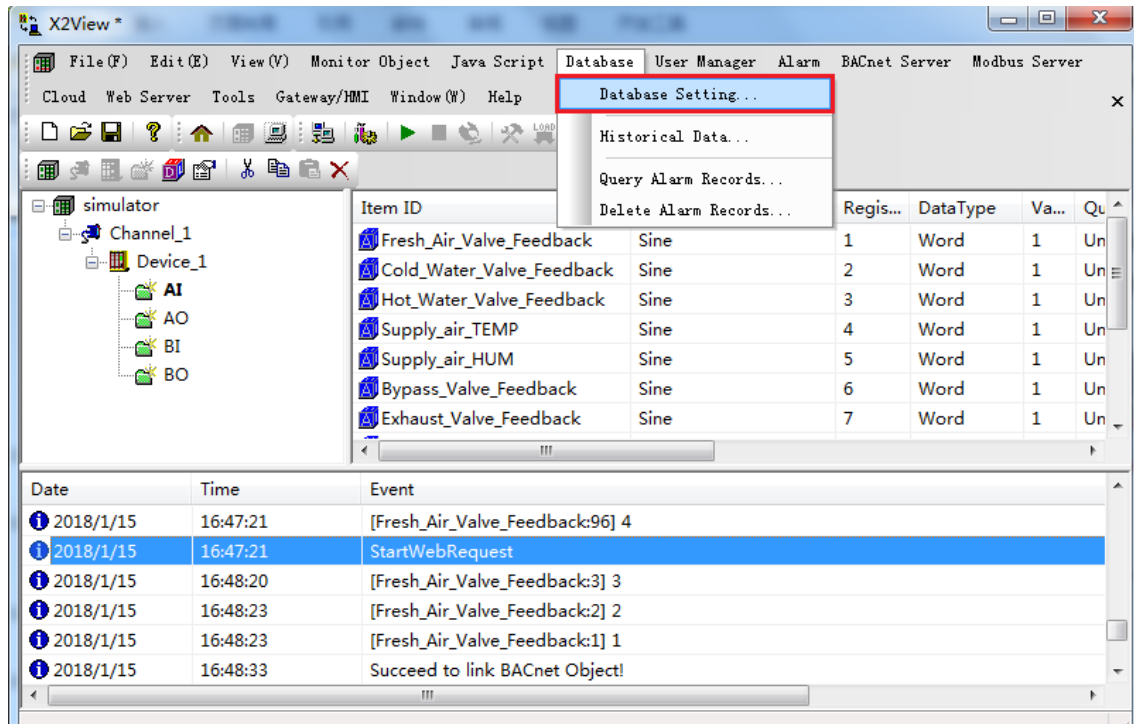 X2View *
File(F) Edit(E) View(V) Monitor Object Java Script Database User Manager Alarm BACnet Server Modbus Server
Cloud Web Server Tools Gateway/HMI Window(W) Help
Database Setting...
Historical Data...
Query Alarm Records...
Delete Alarm Records...
LOAD
simulator
Channel_1
Device_1
AI
AO
BI
BO
Item ID Regis... DataType Va... Qu
Fresh_Air_Valve_Feedback Sine 1 Word 1 Un
Cold_Water_Valve_Feedback Sine 2 Word 1 Un
Hot_Water_Valve_Feedback Sine 3 Word 1 Un
Supply_air_TEMP Sine 4 Word 1 Un
Supply_air_HUM Sine 5 Word 1 Un
Bypass_Valve_Feedback Sine 6 Word 1 Un
Exhaust_Valve_Feedback Sine 7 Word 1 Un
Date Time Event
2018/1/15 16:47:21 [Fresh_Air_Valve_Feedback:96] 4
2018/1/15 16:47:21 StartWebRequest
2018/1/15 16:48:20 [Fresh_Air_Valve_Feedback:3] 3
2018/1/15 16:48:23 [Fresh_Air_Valve_Feedback:2] 2
2018/1/15 16:48:23 [Fresh_Air_Valve_Feedback:1] 1
2018/1/15 16:48:33 Succeed to link BACnet Object!